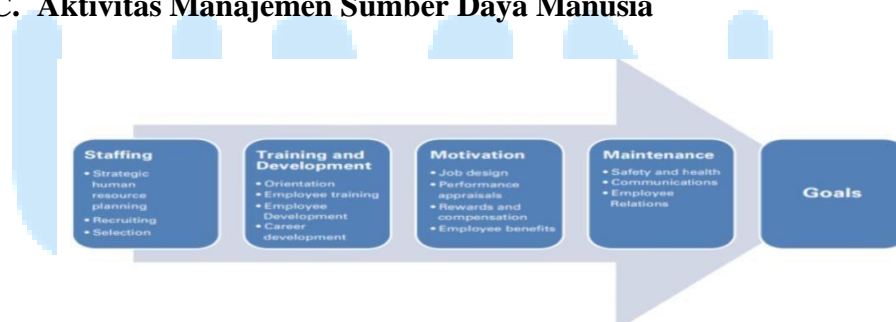 C. Aktivitas Manajemen Sumber Daya Manusia
Staffing
• Strategic
human
resource
planning
• Recruiting
• Selection
Training and
Development
• Orientation
• Employee training
• Employee
Development
• Career
development
Motivation
• Job design
• Performance
appraisals
• Rewards and
compensation
• Employee benefits
Maintenance
• Safety and health
• Communications
• Employee
Relations
Goals